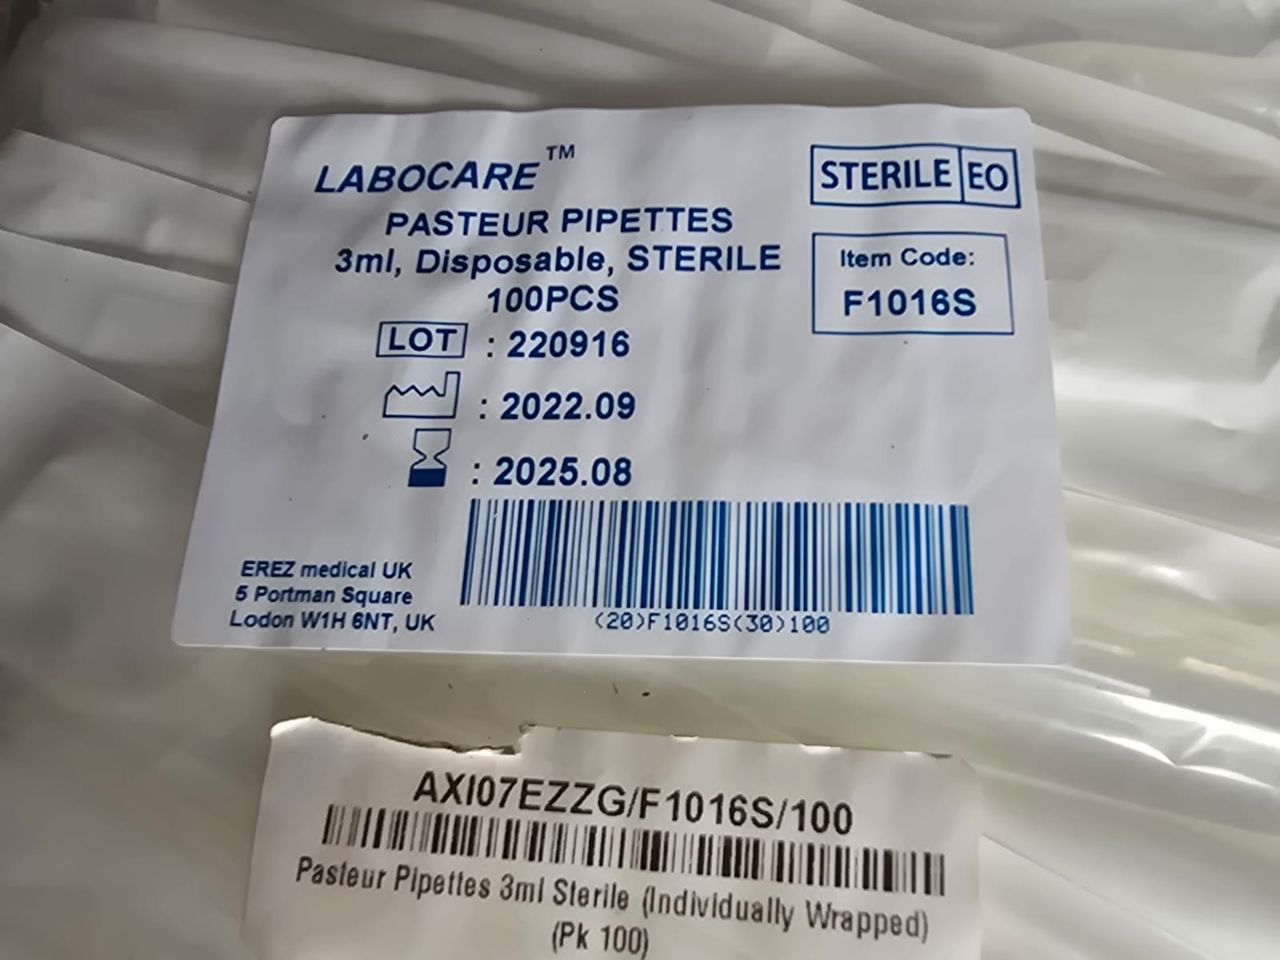 LABOCARE™
STERILE EO
PASTEUR PIPETTES
3ml, Disposable, STERILE
100PCS
Item Code:
F1016S
LOT : 220916
: 2022.09
: 2025.08
EREZ medical UK
5 Portman Square
Lodon W1H 6NT, UK
(20)F1016S(30)100
AXI07EZZG/F1016S/100
Pasteur Pipettes 3ml Sterile (Individually Wrapped)
(Pk 100)